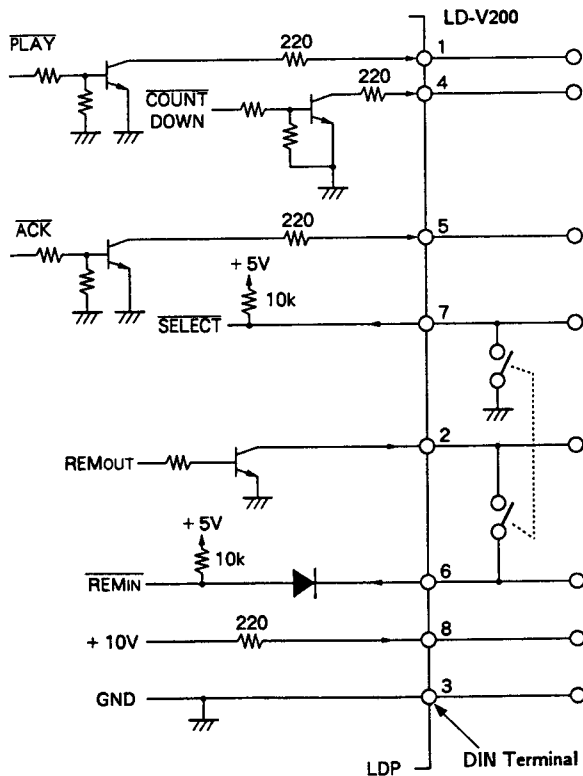 LD-V200
PLAY
220
1
COUNT
DOWN
220
4
ACK
220
5
+5V
10k
SELECT
7
REMOUT
2
+5V
10k
REMIN
6
+10V
220
8
GND
3
LDP
DIN Terminal